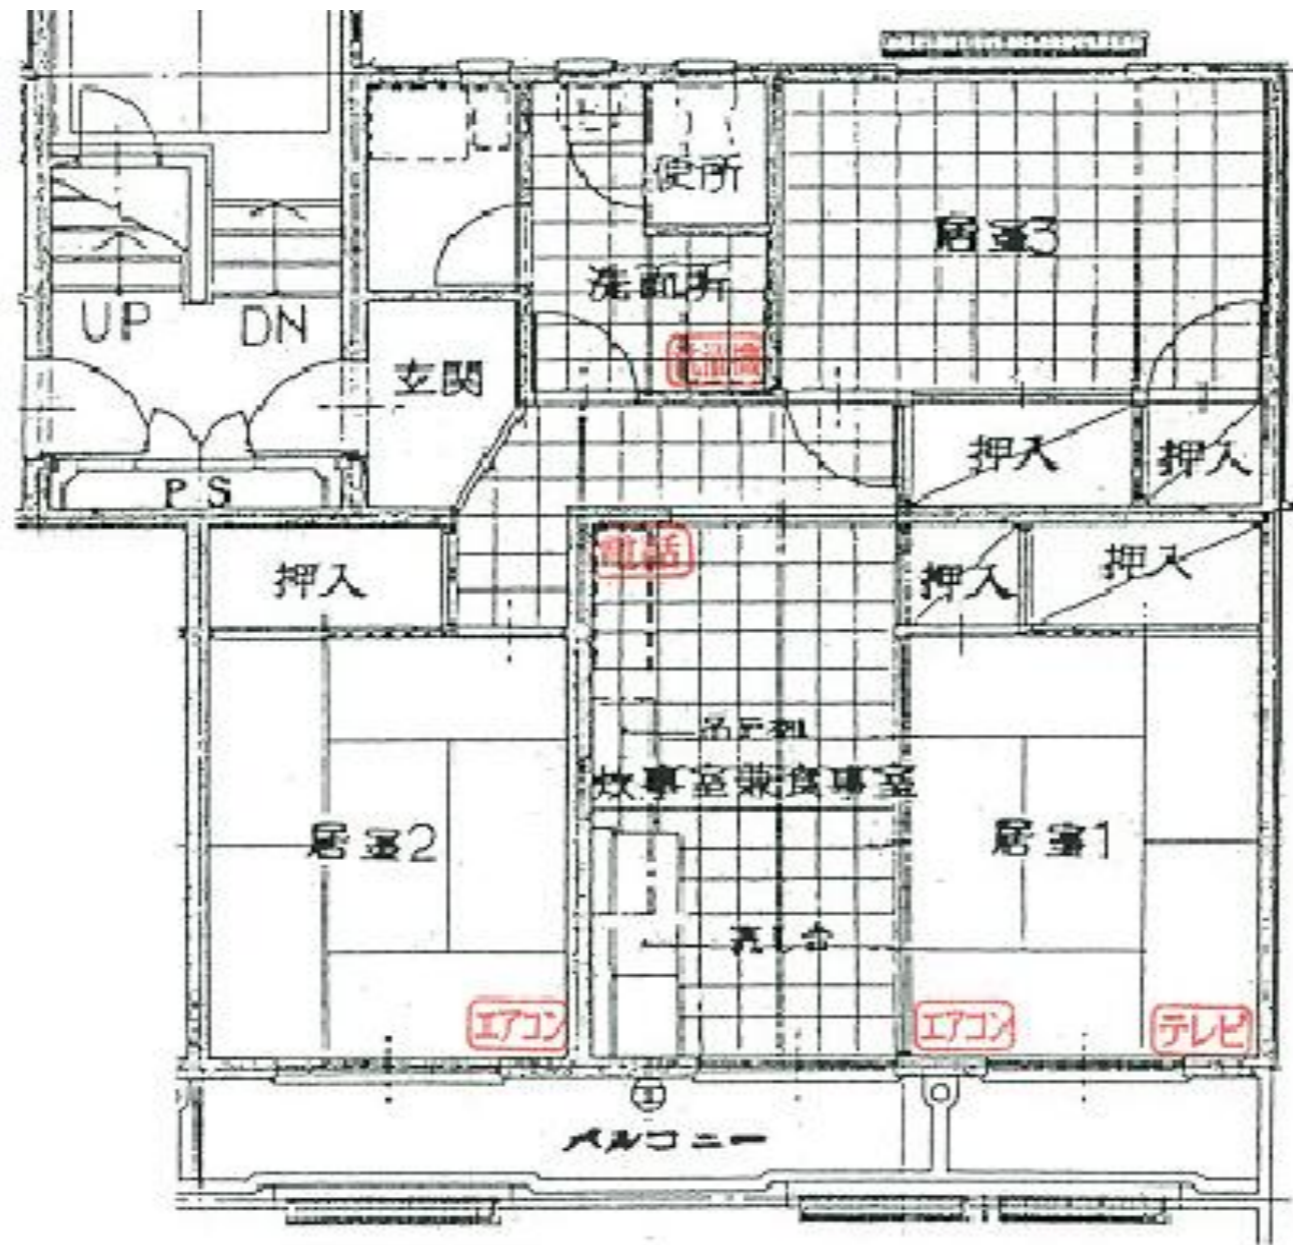 便所
居室3
洗面所
UP
DN
玄関
洗濯機
押入
押入
PS
電話
押入
押入
押入
炊事室兼食事室
居室2
居室1
流し台
エアコン
エアコン
テレビ
バルコニー